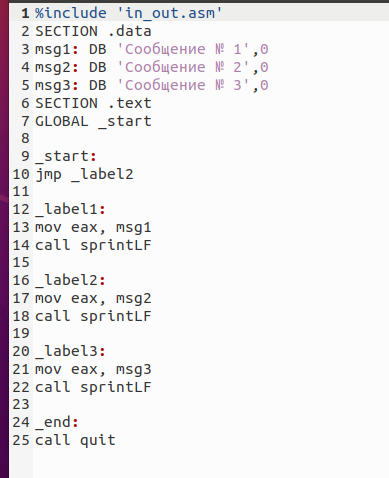 1 %include 'in_out.asm'
2 SECTION .data
3 msg1: DB 'Сообщение № 1',0
4 msg2: DB 'Сообщение № 2',0
5 msg3: DB 'Сообщение № 3',0
6 SECTION .text
7 GLOBAL _start
8
9 _start:
10 jmp _label2
11
12 _label1:
13 mov eax, msg1
14 call sprintLF
15
16 _label2:
17 mov eax, msg2
18 call sprintLF
19
20 _label3:
21 mov eax, msg3
22 call sprintLF
23
24 _end:
25 call quit